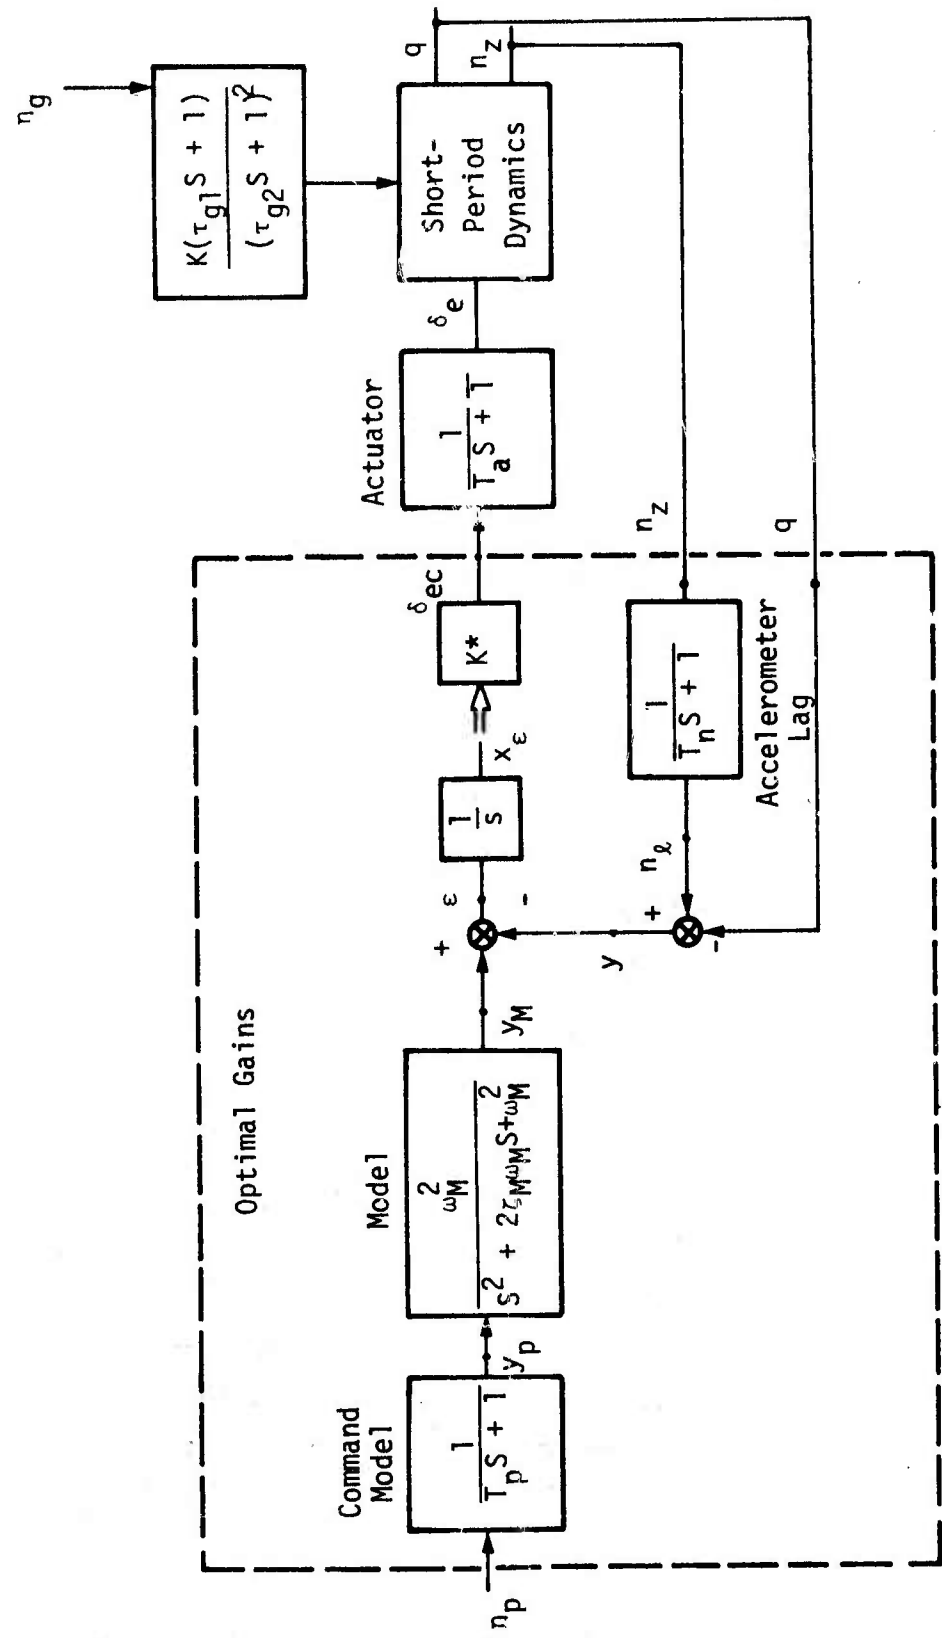 η_g
K(τ_g1 S + 1)
(τ_g2 S + 1)^2
Short-
Period
Dynamics
q
n_z
Actuator
1
T_a S + 1
δ_e
Optimal Gains
Command
Model
η_p
1
T_p S + 1
y_p
Model
ω_M^2
S^2 + 2ζ_M ω_M S+ω_M^2
y_M
+
-
ε
1
s
x_ε
K*
δ_ec
y
+
-
n_ℓ
1
T_n S + 1
Accelerometer
Lag
n_z
q